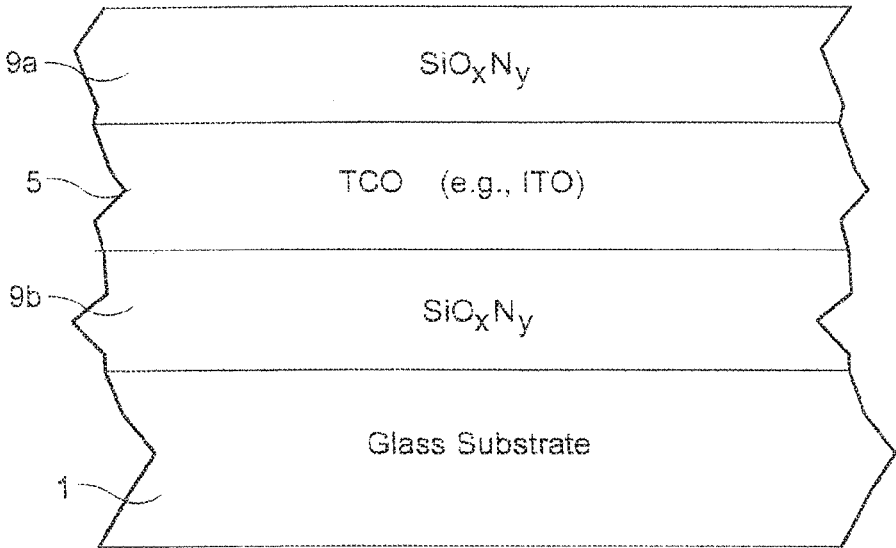 9a SiOxNy
5 TCO (e.g., ITO)
9b SiOxNy
Glass Substrate
1